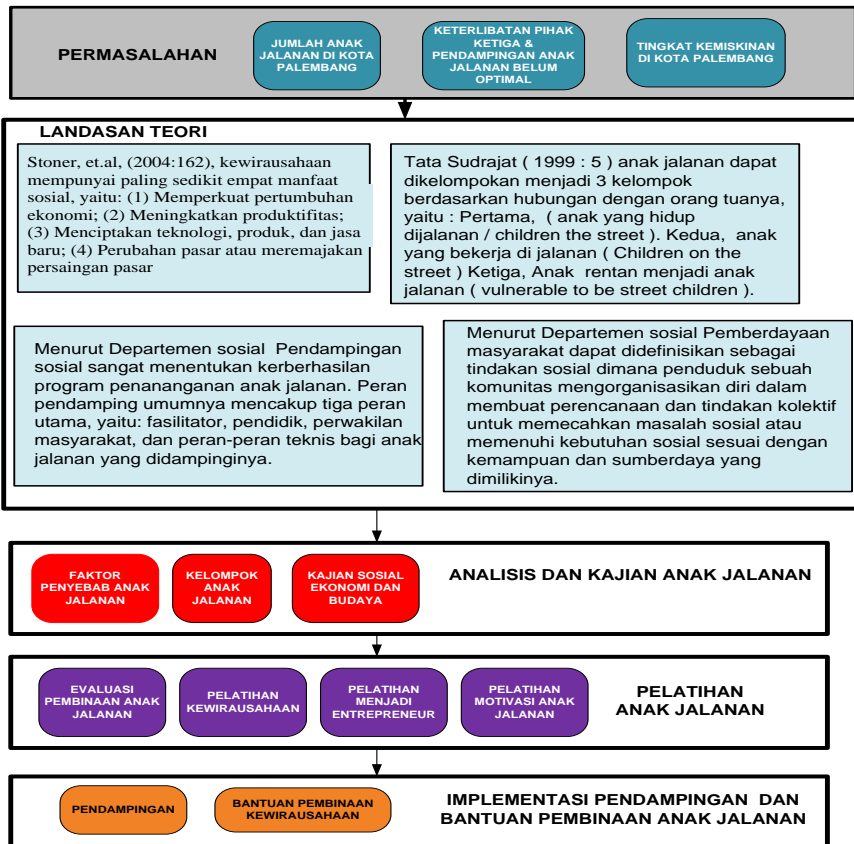 PERMASALAHAN
JUMLAH ANAK
JALANAN DI KOTA
PALEMBANG
KETERLIBATAN PIHAK
KETIGA &
PENDAMPINGAN ANAK
JALANAN BELUM
OPTIMAL
TINGKAT KEMISKINAN
DI KOTA PALEMBANG
LANDASAN TEORI
Stoner, et.al, (2004:162), kewirausahaan
mempunyai paling sedikit empat manfaat
sosial, yaitu: (1) Memperkuat pertumbuhan
ekonomi; (2) Meningkatkan produktifitas;
(3) Menciptakan teknologi, produk, dan jasa
baru; (4) Perubahan pasar atau meremajakan
persaingan pasar
Tata Sudrajat ( 1999 : 5 ) anak jalanan dapat
dikelompokan menjadi 3 kelompok
berdasarkan hubungan dengan orang tuanya,
yaitu : Pertama, ( anak yang hidup
dijalanan / children the street ). Kedua, anak
yang bekerja di jalanan ( Children on the
street ) Ketiga, Anak rentan menjadi anak
jalanan ( vulnerable to be street children ).
Menurut Departemen sosial Pendampingan
sosial sangat menentukan kerberhasilan
program penananganan anak jalanan. Peran
pendamping umumnya mencakup tiga peran
utama, yaitu: fasilitator, pendidik, perwakilan
masyarakat, dan peran-peran teknis bagi anak
jalanan yang didampinginya.
Menurut Departemen sosial Pemberdayaan
masyarakat dapat didefinisikan sebagai
tindakan sosial dimana penduduk sebuah
komunitas mengorganisasikan diri dalam
membuat perencanaan dan tindakan kolektif
untuk memecahkan masalah sosial atau
memenuhi kebutuhan sosial sesuai dengan
kemampuan dan sumberdaya yang
dimilikinya.
FAKTOR
PENYEBAB ANAK
JALANAN
KELOMPOK
ANAK
JALANAN
KAJIAN SOSIAL
EKONOMI DAN
BUDAYA
ANALISIS DAN KAJIAN ANAK JALANAN
EVALUASI
PEMBINAAN ANAK
JALANAN
PELATIHAN
KEWIRAUSAHAAN
PELATIHAN
MENJADI
ENTREPRENEUR
PELATIHAN
MOTIVASI ANAK
JALANAN
PELATIHAN
ANAK JALANAN
PENDAMPINGAN
BANTUAN PEMBINAAN
KEWIRAUSAHAAN
IMPLEMENTASI PENDAMPINGAN DAN
BANTUAN PEMBINAAN ANAK JALANAN